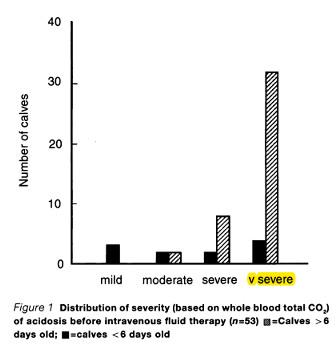 40
30
20
10
0
Number of calves
mild moderate severe v severe
Figure 1 Distribution of severity (based on whole blood total CO₂)
of acidosis before intravenous fluid therapy (n=53) ▨=Calves >6
days old; ■=calves <6 days old